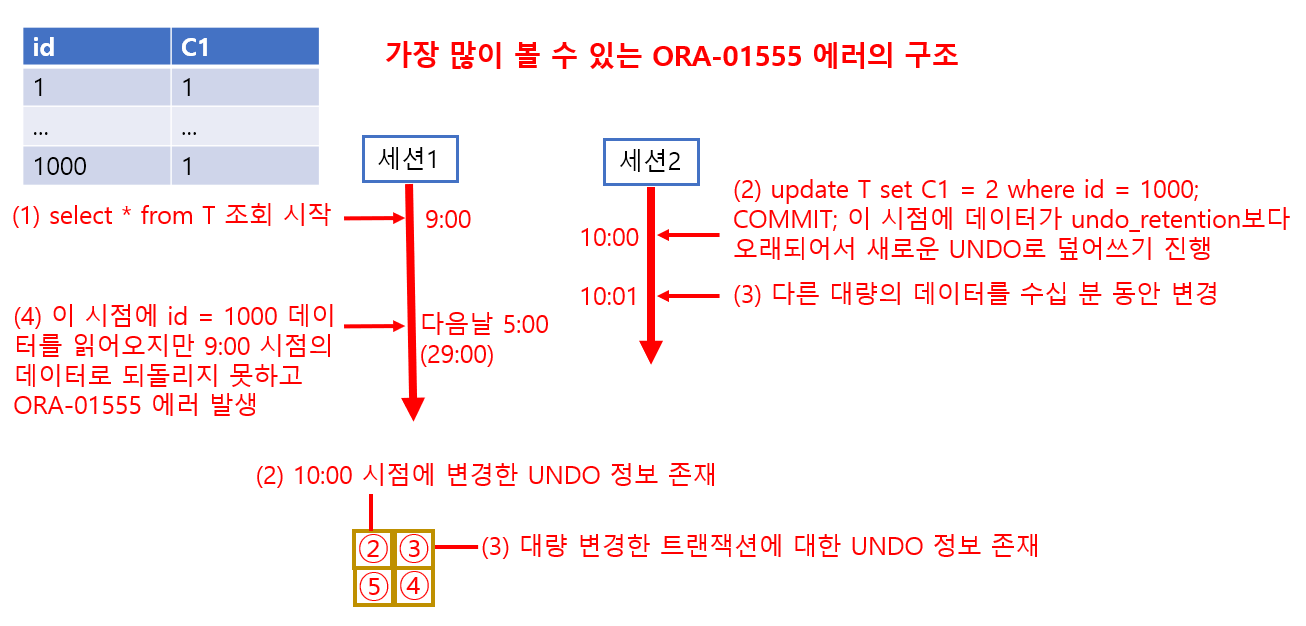 가장 많이 볼 수 있는 ORA-01555 에러의 구조
id C1
1 1
... ...
1000 1
세션1
세션2
(1) select * from T 조회 시작
9:00
(2) update T set C1 = 2 where id = 1000;
COMMIT; 이 시점에 데이터가 undo_retention보다
오래되어서 새로운 UNDO로 덮어쓰기 진행
10:00
10:01
(3) 다른 대량의 데이터를 수십 분 동안 변경
(4) 이 시점에 id = 1000 데이
터를 읽어오지만 9:00 시점의
데이터로 되돌리지 못하고
ORA-01555 에러 발생
다음날 5:00
(29:00)
(2) 10:00 시점에 변경한 UNDO 정보 존재
② ③
(3) 대량 변경한 트랜잭션에 대한 UNDO 정보 존재
⑤ ④